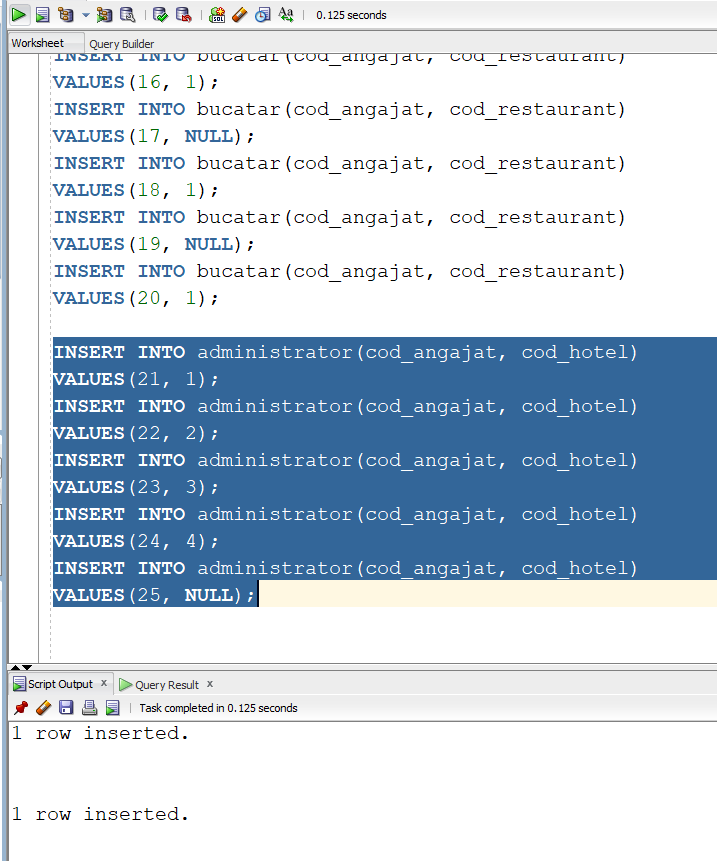 0.125 seconds
Worksheet Query Builder
INSERT INTO bucatar(cod_angajat, cod_restaurant)
VALUES(16, 1);
INSERT INTO bucatar(cod_angajat, cod_restaurant)
VALUES(17, NULL);
INSERT INTO bucatar(cod_angajat, cod_restaurant)
VALUES(18, 1);
INSERT INTO bucatar(cod_angajat, cod_restaurant)
VALUES(19, NULL);
INSERT INTO bucatar(cod_angajat, cod_restaurant)
VALUES(20, 1);
INSERT INTO administrator(cod_angajat, cod_hotel)
VALUES(21, 1);
INSERT INTO administrator(cod_angajat, cod_hotel)
VALUES(22, 2);
INSERT INTO administrator(cod_angajat, cod_hotel)
VALUES(23, 3);
INSERT INTO administrator(cod_angajat, cod_hotel)
VALUES(24, 4);
INSERT INTO administrator(cod_angajat, cod_hotel)
VALUES(25, NULL);
Script Output x Query Result x
Task completed in 0.125 seconds
1 row inserted.
1 row inserted.